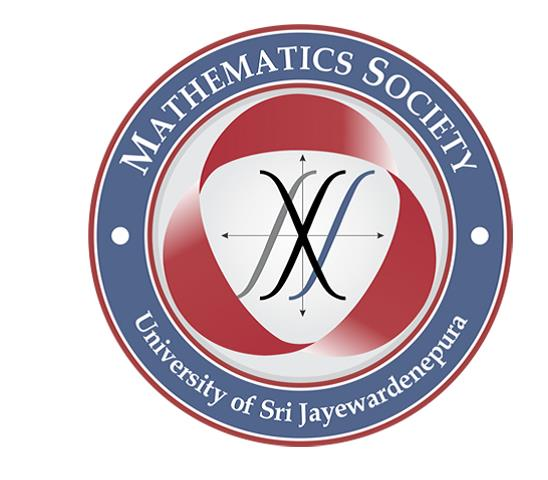 MATHEMATICS SOCIETY
University of Sri Jayewardenepura